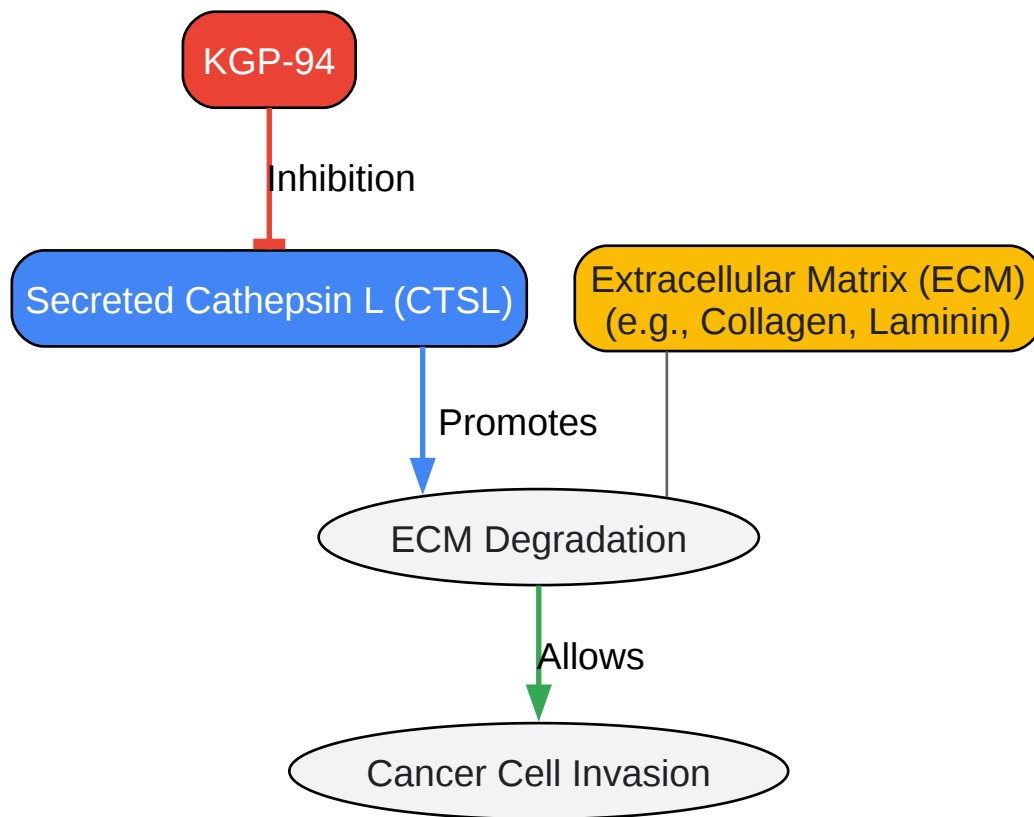 KGP-94
Inhibition
Secreted Cathepsin L (CTSL)
Extracellular Matrix (ECM)
(e.g., Collagen, Laminin)
Promotes
ECM Degradation
Allows
Cancer Cell Invasion